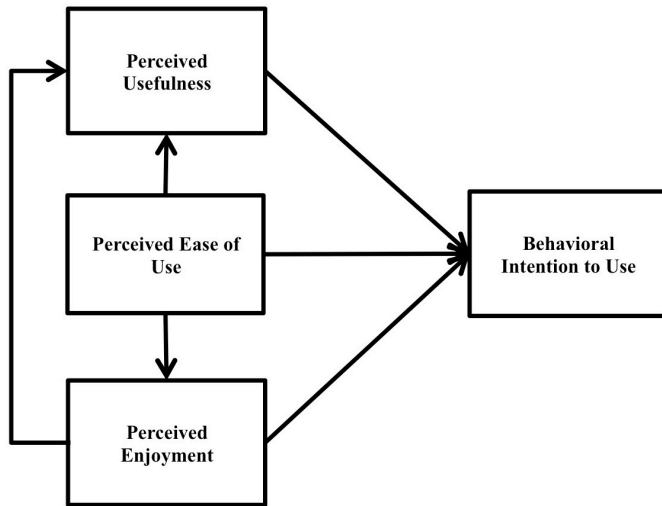 Perceived
Usefulness
Perceived Ease of
Use
Behavioral
Intention to Use
Perceived
Enjoyment